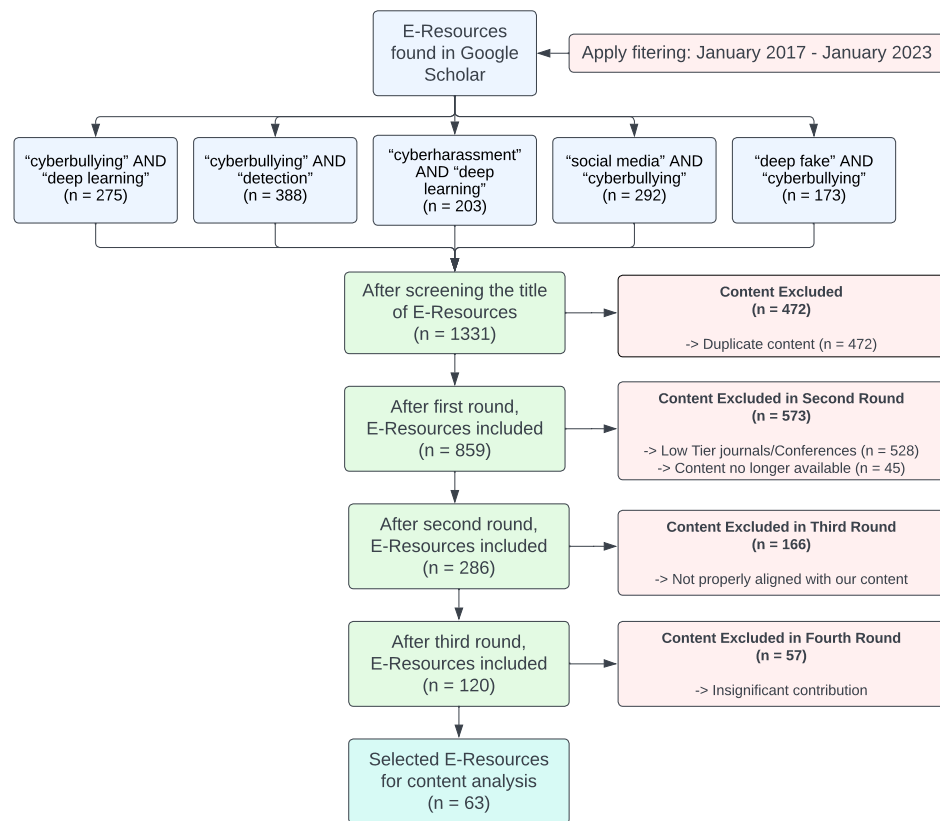 E-Resources
found in Google
Scholar
Apply fitering: January 2017 - January 2023
“cyberbullying” AND
“deep learning”
(n = 275)
“cyberbullying” AND
“detection”
(n = 388)
“cyberharassment”
AND “deep
learning”
(n = 203)
“social media” AND
“cyberbullying”
(n = 292)
“deep fake” AND
“cyberbullying”
(n = 173)
After screening the title
of E-Resources
(n = 1331)
Content Excluded
(n = 472)
-> Duplicate content (n = 472)
After first round,
E-Resources included
(n = 859)
Content Excluded in Second Round
(n = 573)
-> Low Tier journals/Conferences (n = 528)
-> Content no longer available (n = 45)
After second round,
E-Resources included
(n = 286)
Content Excluded in Third Round
(n = 166)
-> Not properly aligned with our content
After third round,
E-Resources included
(n = 120)
Content Excluded in Fourth Round
(n = 57)
-> Insignificant contribution
Selected E-Resources
for content analysis
(n = 63)